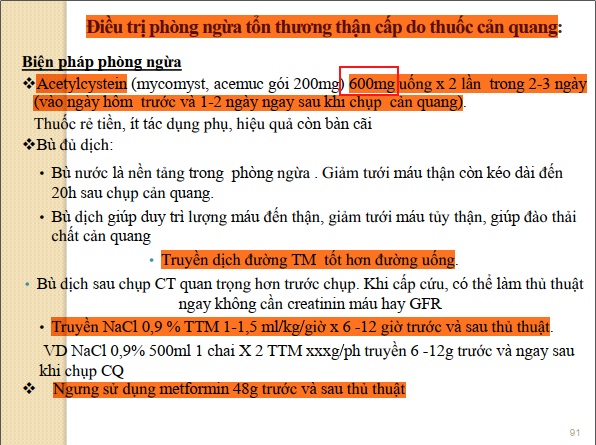 Điều trị phòng ngừa tổn thương thận cấp do thuốc cản quang:
Biện pháp phòng ngừa
❖Acetylcystein (mycomyst, acemuc gói 200mg) 600mg uống x 2 lần trong 2-3 ngày
(vào ngày hôm trước và 1-2 ngày ngay sau khi chụp cản quang).
Thuốc rẻ tiền, ít tác dụng phụ, hiệu quả còn bàn cãi
❖Bù đủ dịch:
• Bù nước là nền tảng trong phòng ngừa . Giảm tưới máu thận còn kéo dài đến
20h sau chụp cản quang.
• Bù dịch giúp duy trì lượng máu đến thận, giảm tưới máu tủy thận, giúp đào thải
chất cản quang
• Truyền dịch đường TM tốt hơn đường uống.
• Bù dịch sau chụp CT quan trọng hơn trước chụp. Khi cấp cứu, có thể làm thủ thuật
ngay không cần creatinin máu hay GFR
• Truyền NaCl 0,9 % TTM 1-1,5 ml/kg/giờ x 6 -12 giờ trước và sau thủ thuật.
VD NaCl 0,9% 500ml 1 chai X 2 TTM xxxg/ph truyền 6 -12g trước và ngay sau
khi chụp CQ
❖ Ngưng sử dụng metformin 48g trước và sau thủ thuật
91